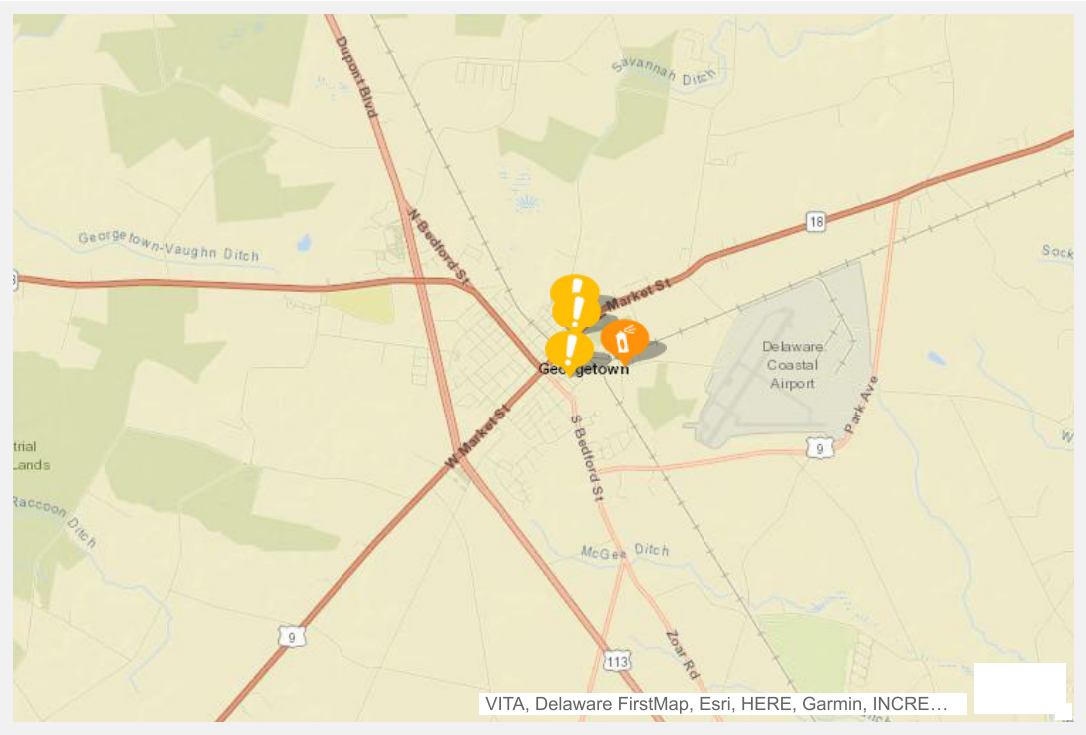 Dupont Blvd
Savannah Ditch
N Bedford St
18
Georgetown-Vaughn Ditch
Sock
Market St
Delaware
Coastal
Airport
Georgetown
Park Ave
W Market St
S Bedford St
9
trial
Lands
W
Raccoon Ditch
McGee Ditch
9
Zoar Rd
113
VITA, Delaware FirstMap, Esri, HERE, Garmin, INCRE…